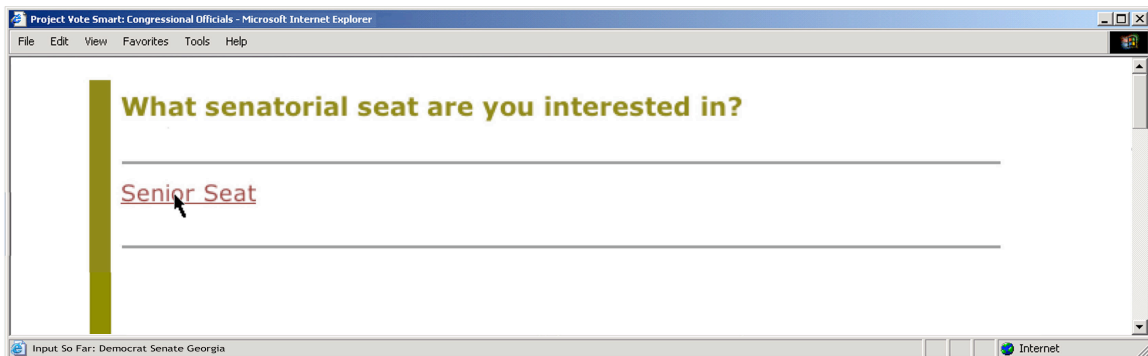 Project Vote Smart: Congressional Officials - Microsoft Internet Explorer
File Edit View Favorites Tools Help
What senatorial seat are you interested in?
Senior Seat
Input So Far: Democrat Senate Georgia
Internet